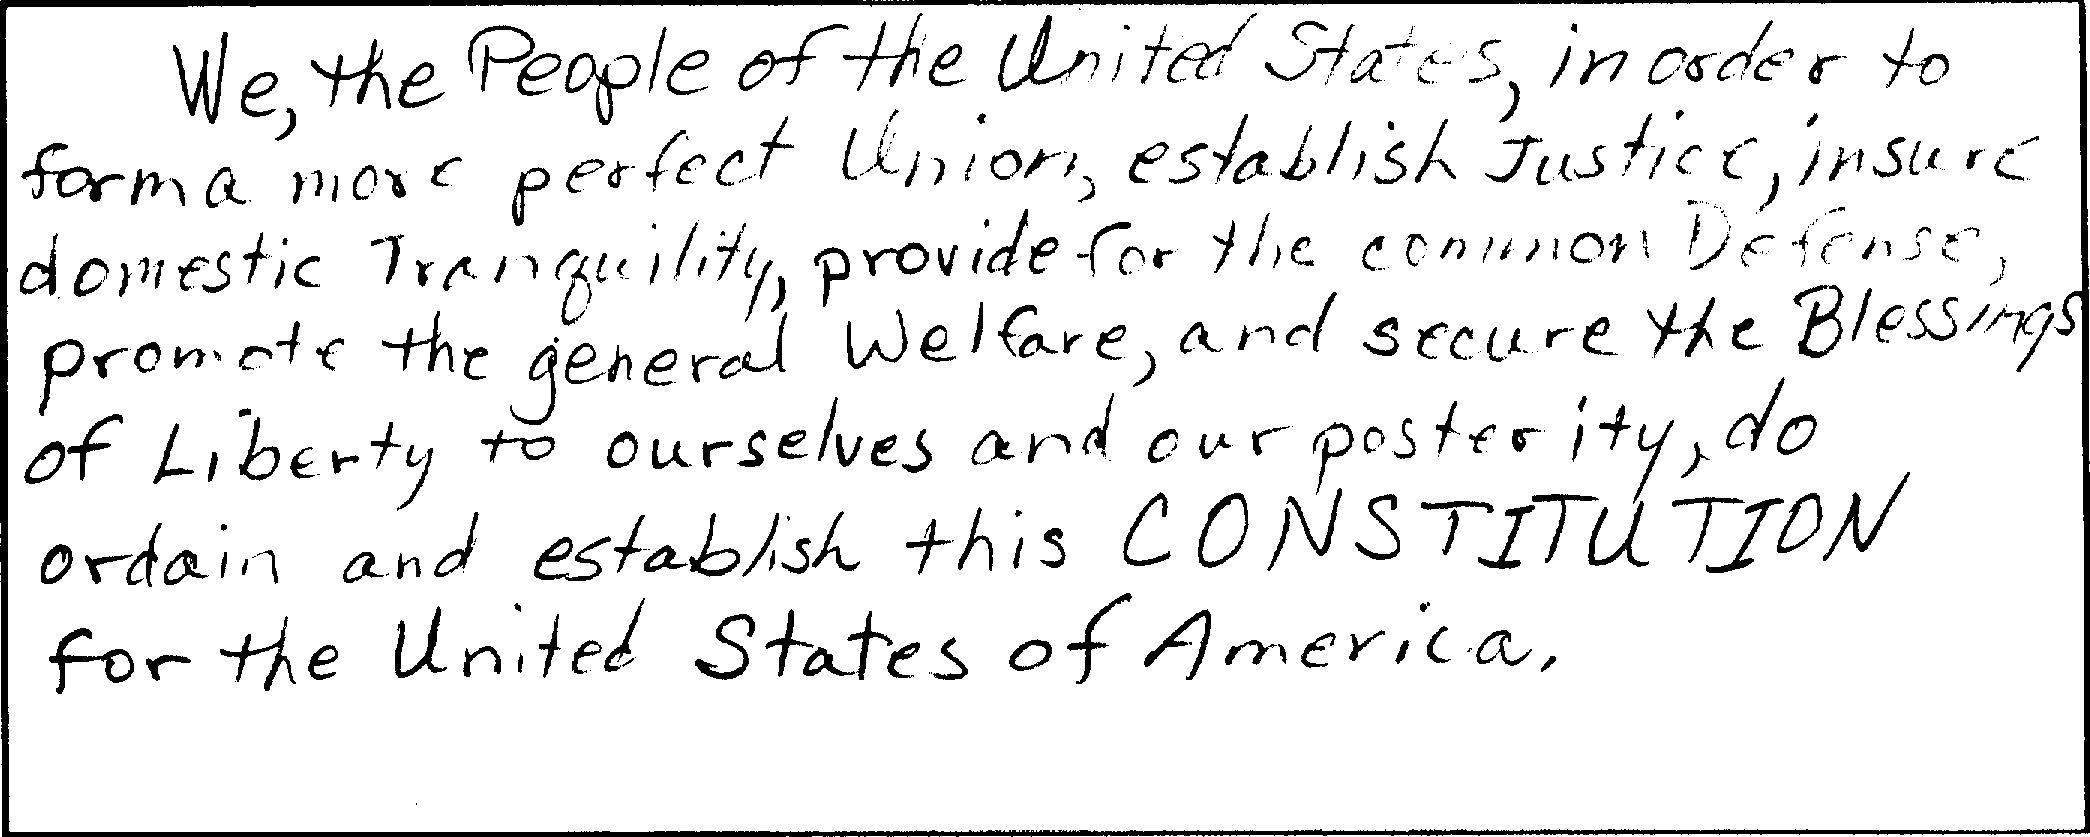 We, the People of the United States, in order to
form a more perfect Union, establish Justice, insure
domestic Tranquility, provide for the common Defense,
promote the general Welfare, and secure the Blessings
of Liberty to ourselves and our posterity, do
ordain and establish this CONSTITUTION
for the United States of America.